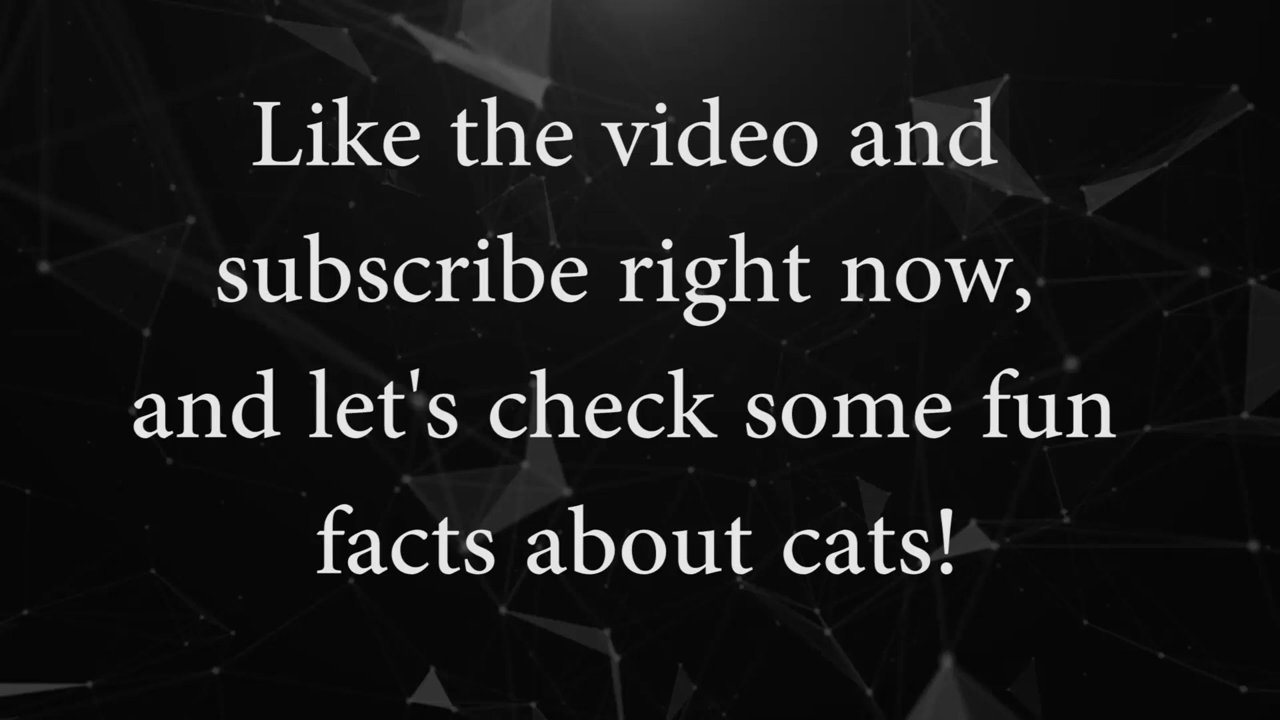 Like the video and
subscribe right now,
and let's check some fun
facts about cats!